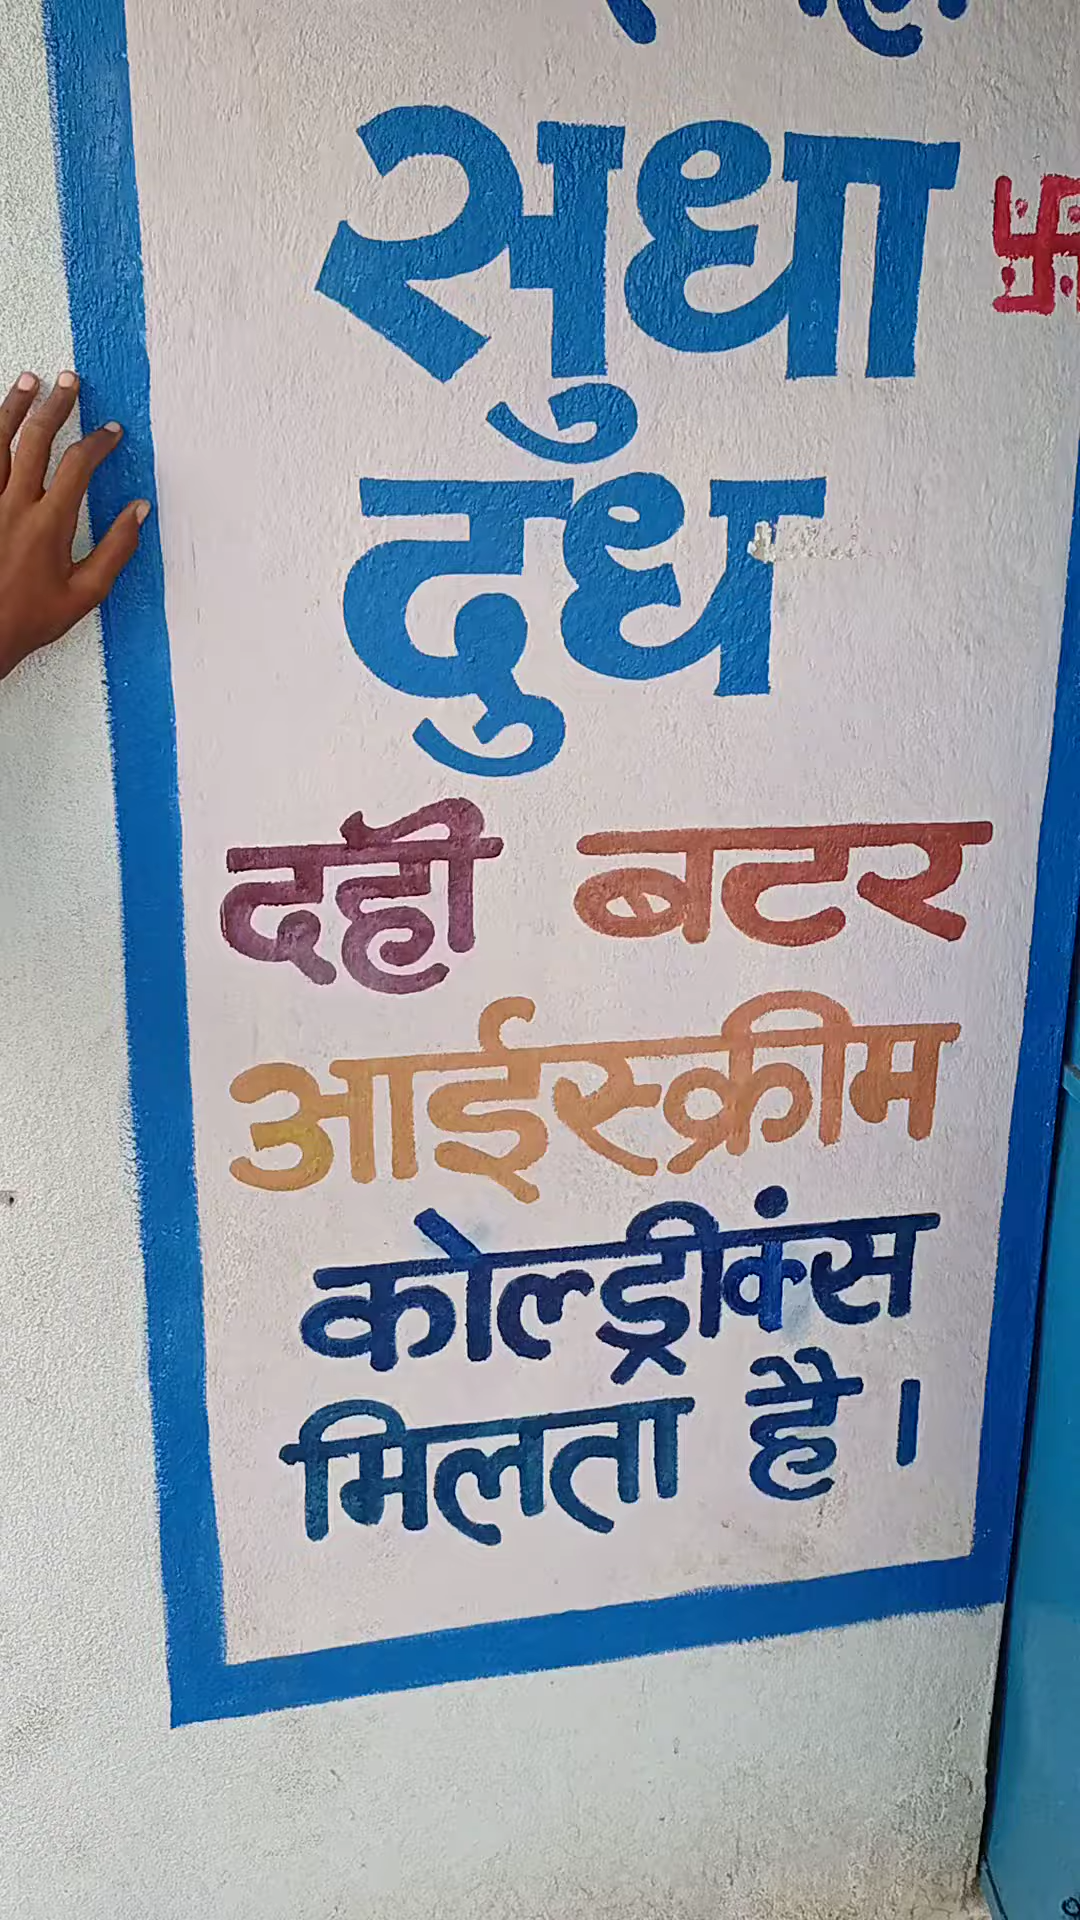 सुधा
दुध
दही बटर
आईस्क्रीम
कोल्ड्रीकंस
मिलता है।